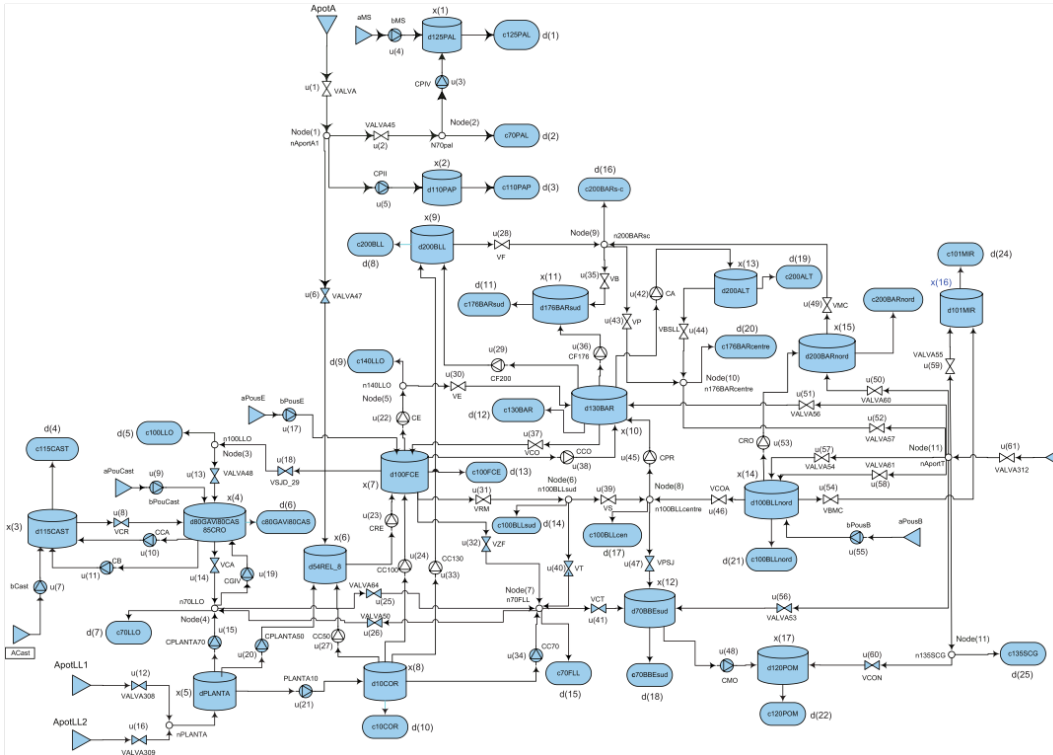 ApotA
x(1)
aMS
bMS
u(4)
d125PAL
c125PAL
d(1)
CPIV
u(3)
u(1)
VALVA
VALVA45
Node(1)
nAportA1
u(2)
Node(2)
N70pal
c70PAL
d(2)
x(2)
CPII
u(5)
d110PAP
c110PAP
d(3)
d(16)
c200BARs-c
x(9)
c200BLL
d(8)
d200BLL
u(28)
VF
Node(9)
n200BARsc
u(35)
VB
x(11)
d(11)
c176BARsud
d176BARsud
u(42)
CA
x(13)
d200ALT
d(19)
c200ALT
u(43)
VP
VBSLL
u(44)
u(49)
VMC
c200BARnord
c101MIR
d(24)
x(16)
d101MIR
x(15)
d200BARnord
d(20)
c176BARcentre
Node(10)
n176BARcentre
VALVA55
u(59)
u(6)
VALVA47
u(36)
CF176
u(29)
CF200
d(9)
c140LLO
n140LLO
Node(5)
u(30)
VE
d130BAR
x(10)
u(50)
VALVA60
u(51)
VALVA56
u(52)
VALVA57
aPousE
bPousE
u(17)
u(22)
CE
d(12)
c130BAR
u(37)
VCO
CCO
u(38)
u(45)
CPR
CRO
u(53)
u(57)
VALVA54
VALVA61
u(58)
Node(11)
nAportT
u(61)
VALVA312
d(4)
c115CAST
d(5)
c100LLO
n100LLO
Node(3)
u(18)
VSJD_29
d100FCE
x(7)
c100FCE
d(13)
aPouCast
u(9)
bPouCast
u(13)
VALVA48
x(4)
d80GAVI80CAS
85CRO
d(6)
c80GAVI80CAS
x(3)
d115CAST
u(8)
VCR
CCA
u(10)
CB
u(11)
bCast
u(7)
VCA
u(14)
u(19)
CGIV
u(23)
CRE
u(31)
VRM
Node(6)
n100BLLsud
u(39)
VS
Node(8)
n100BLLcentre
VCOA
u(46)
x(14)
d100BLLnord
u(54)
VBMC
c100BLLsud
d(14)
c100BLLcen
d(17)
bPousB
u(55)
aPousB
d(21)
c100BLLnord
x(6)
d54REL_6
u(24)
CC100
CC130
u(33)
u(32)
VZF
u(40)
VT
u(47)
VPSJ
x(12)
d70BBEsud
n70LLO
Node(4)
VALVA64
u(25)
VALVA50
u(26)
Node(7)
n70FLL
VCT
u(41)
u(56)
VALVA53
ACast
d(7)
c70LLO
u(15)
CPLANTA70
CPLANTA50
u(20)
CC50
u(27)
u(34)
CC70
c70FLL
d(15)
e70BBEsud
d(18)
u(48)
CMO
x(17)
d120POM
u(60)
VCON
Node(11)
n135SCG
c135SCG
d(25)
ApotLL1
u(12)
VALVA308
x(5)
dPLANTA
PLANTA10
u(21)
x(8)
d10COR
c10COR
d(10)
c120POM
d(22)
ApotLL2
u(16)
VALVA309
nPLANTA